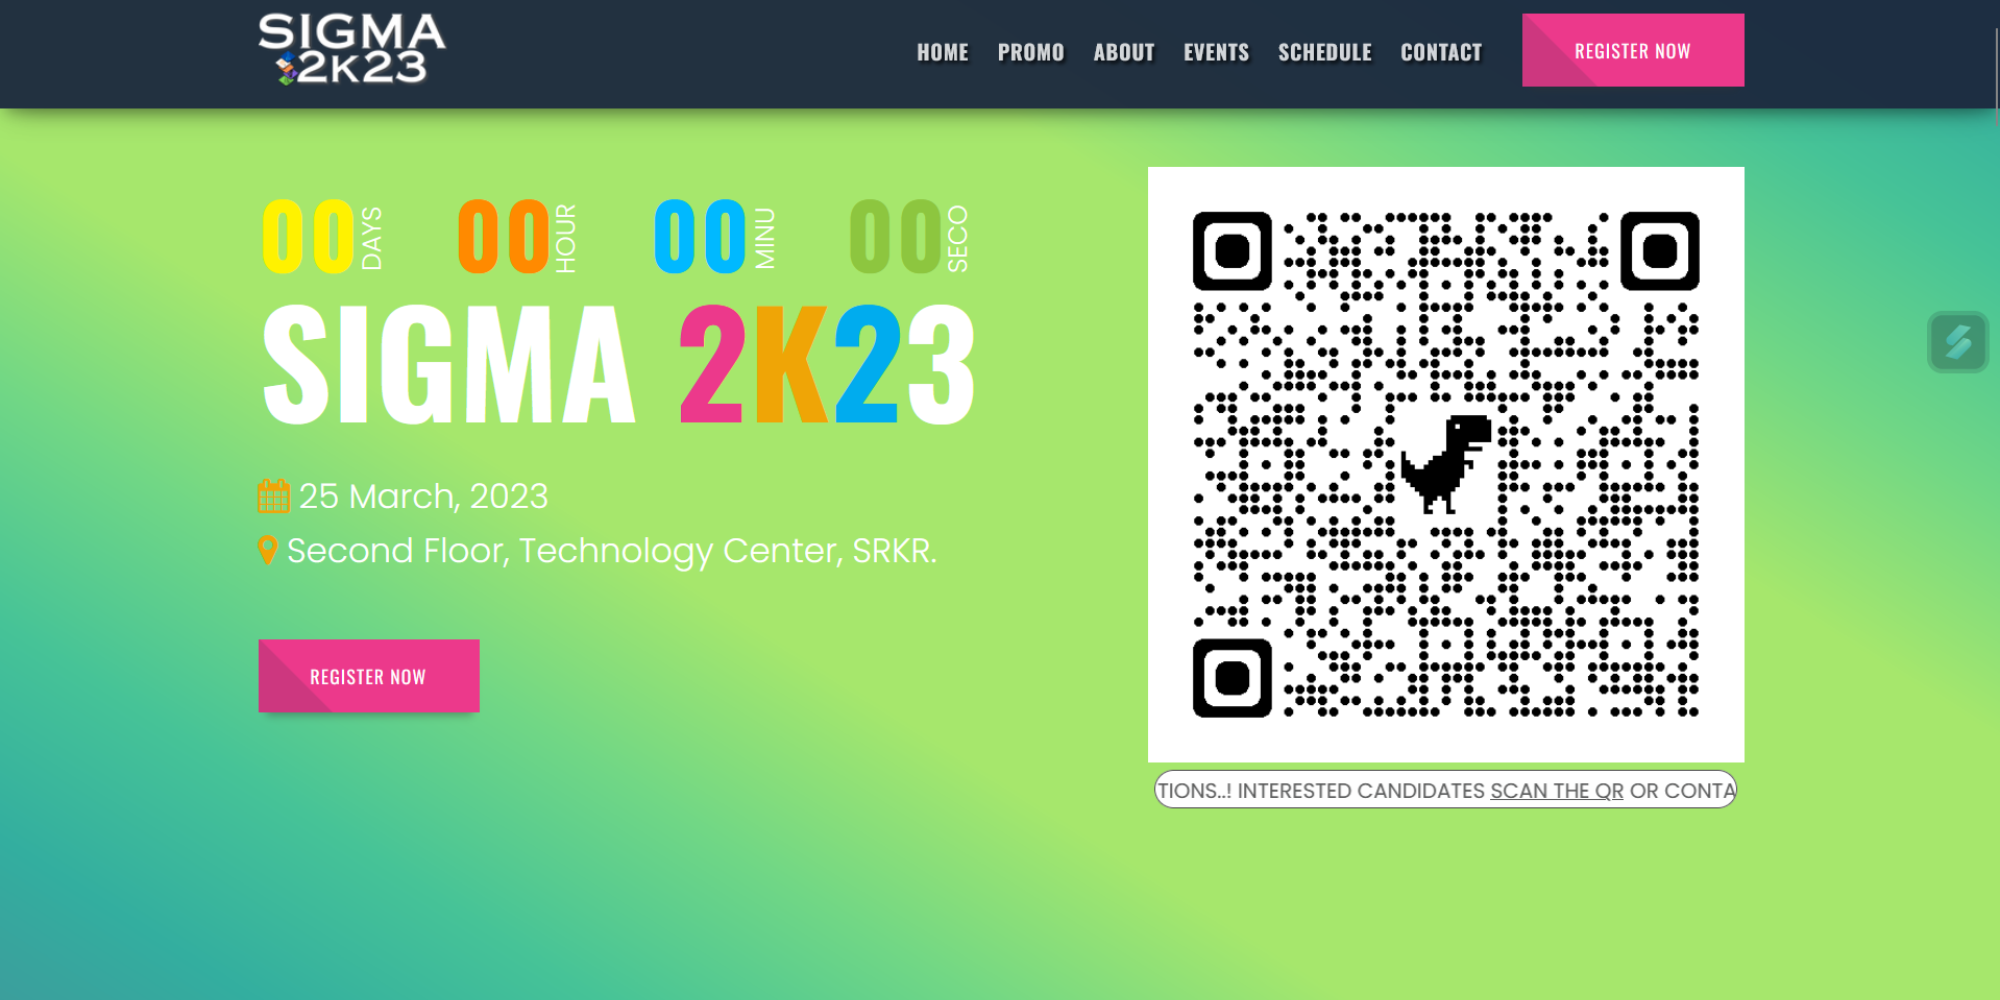 SIGMA
2K23
HOME PROMO ABOUT EVENTS SCHEDULE CONTACT REGISTER NOW
00 DAYS 00 HOUR 00 MINU 00 SECO
SIGMA 2K23
25 March, 2023
Second Floor, Technology Center, SRKR.
REGISTER NOW
TIONS..! INTERESTED CANDIDATES SCAN THE QR OR CONTA